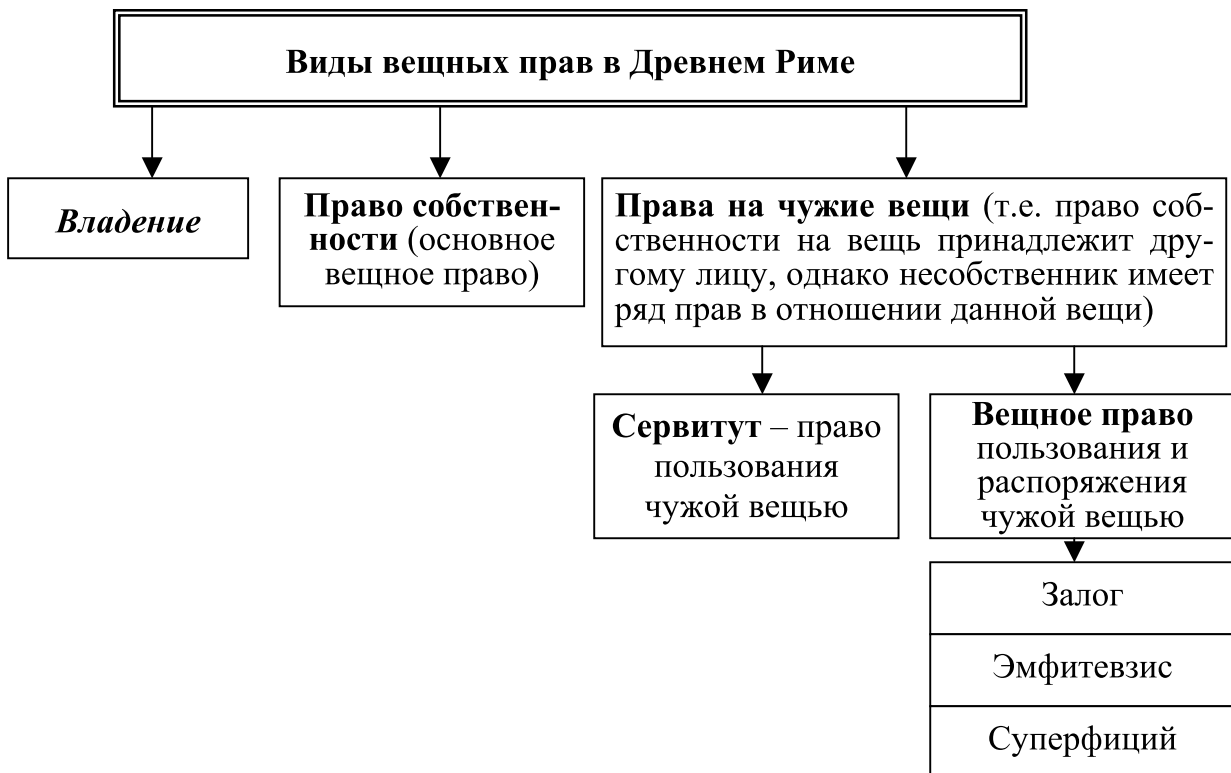 Виды вещных прав в Древнем Риме
Владение
Право собствен-
ности (основное
вещное право)
Права на чужие вещи (т.е. право соб-
ственности на вещь принадлежит дру-
гому лицу, однако несобственник имеет
ряд прав в отношении данной вещи)
Сервитут – право
пользования
чужой вещью
Вещное право
пользования и
распоряжения
чужой вещью
Залог
Эмфитевзис
Суперфиций